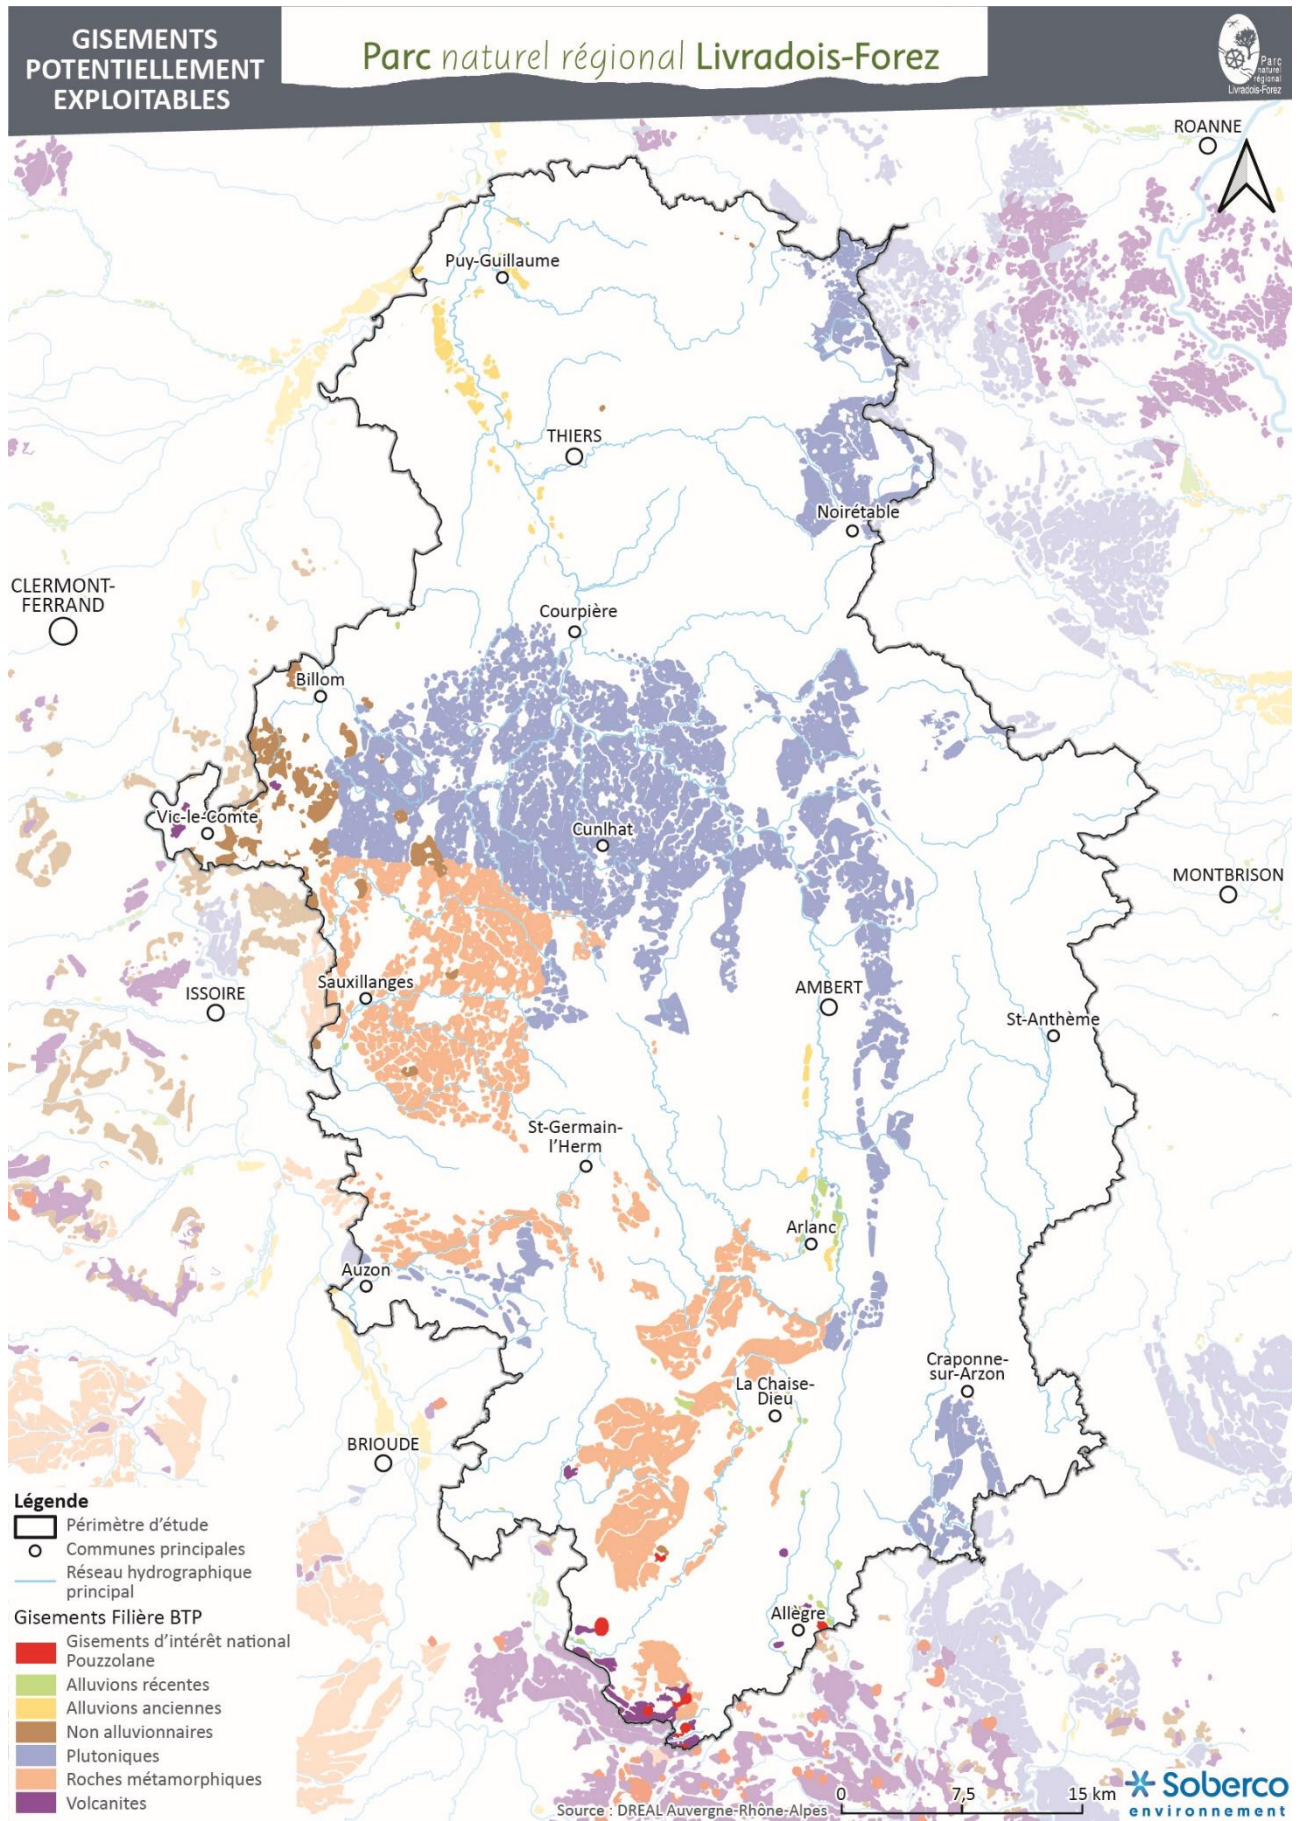 GISEMENTS
POTENTIELLEMENT
EXPLOITABLES
Parc naturel régional Livradois-Forez
Parc
naturel
régional
Livradois-Forez
ROANNE
Puy-Guillaume
THIERS
Noirétable
CLERMONT-
FERRAND
Courpière
Billom
Vic-le-Comte
Cunlhat
MONTBRISON
Sauxillanges
ISSOIRE
AMBERT
St-Anthème
St-Germain-
l'Herm
Arlanc
Auzon
Craponne-
sur-Arzon
La Chaise-
Dieu
BRIOUDE
Allègre
Légende
Périmètre d'étude
Communes principales
Réseau hydrographique
principal
Gisements Filière BTP
Gisements d'intérêt national
Pouzzolane
Alluvions récentes
Alluvions anciennes
Non alluvionnaires
Plutoniques
Roches métamorphiques
Volcanites
0 7,5 15 km
Source : DREAL Auvergne-Rhône-Alpes
Soberco
environnement